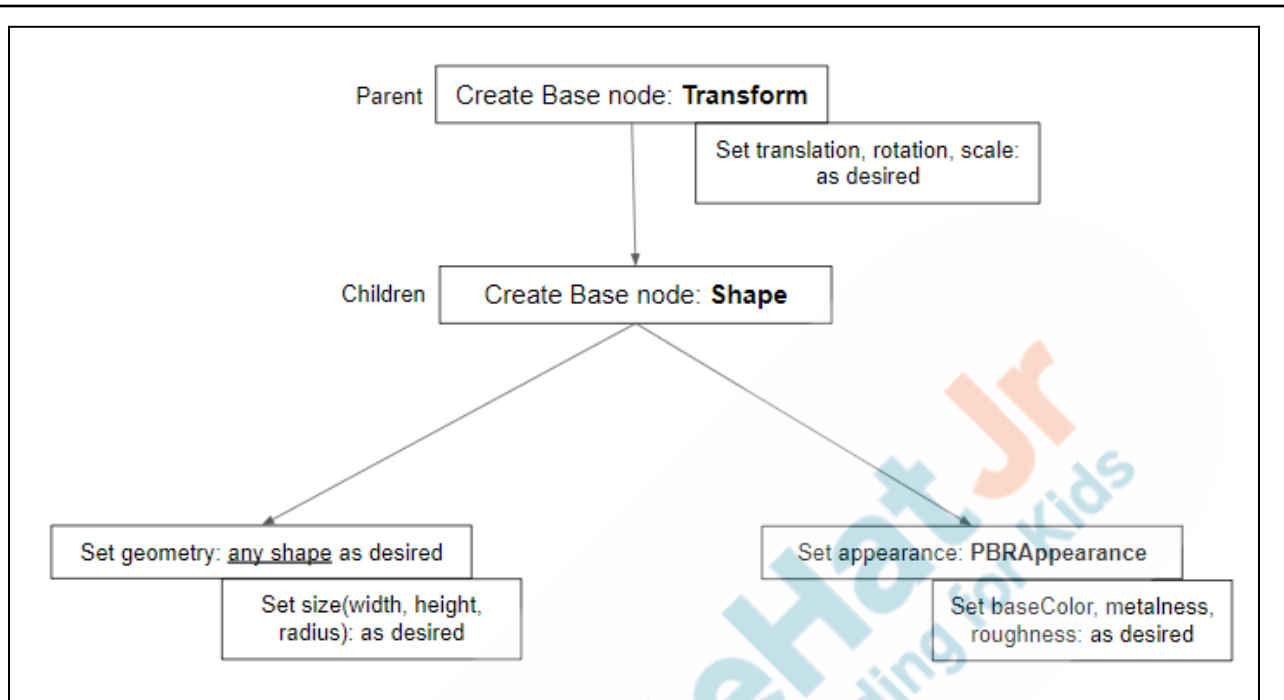 Parent
Create Base node: Transform
Set translation, rotation, scale:
as desired
Children
Create Base node: Shape
Set geometry: any shape as desired
Set size(width, height,
radius): as desired
Set appearance: PBRAppearance
Set baseColor, metalness,
roughness: as desired
eHat Jr
ding for Kids